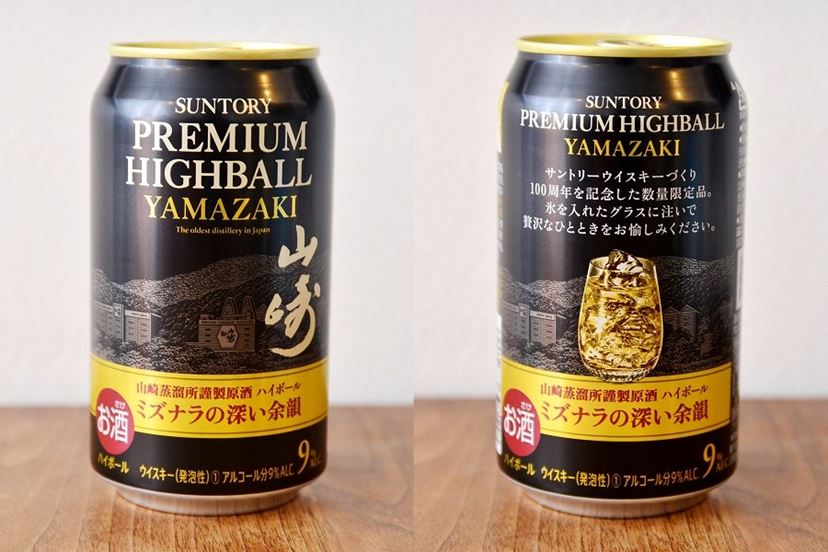 SUNTORY
PREMIUM
HIGHBALL
YAMAZAKI
The oldest distillery in Japan
山崎
山崎蒸溜所謹製原酒 ハイボール
ミズナラの深い余韻
さけ
お酒
ハイボール ウイスキー(発泡性)① アルコール分9%ALC. 9% ALC.
SUNTORY
PREMIUM HIGHBALL
YAMAZAKI
サントリーウイスキーづくり
100周年を記念した数量限定品。
氷を入れたグラスに注いで
贅沢なひとときをお愉しみください。
山崎蒸溜所謹製原酒 ハイボール
ミズナラの深い余韻
さけ
お酒
ハイボール ウイスキー(発泡性)① アルコール分9%ALC. 9% ALC.